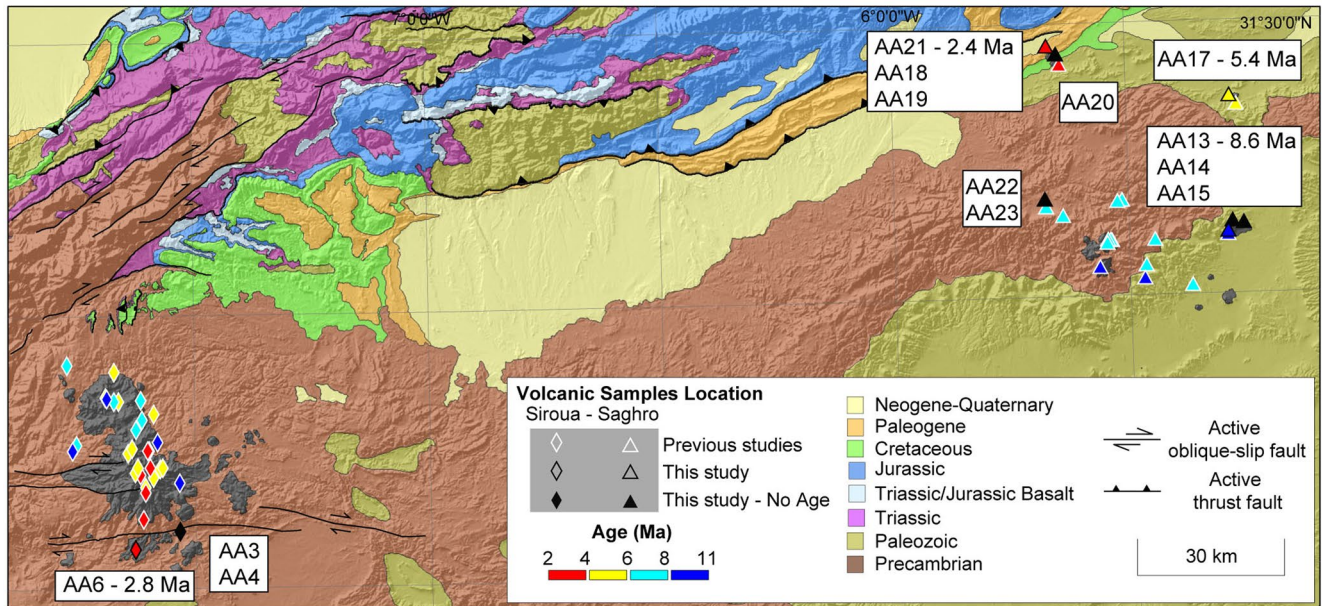 7°0'0"W
6°0'0"W
31°30'0"N
AA21 - 2.4 Ma
AA18
AA19
AA17 - 5.4 Ma
AA20
AA13 - 8.6 Ma
AA14
AA15
AA22
AA23
AA3
AA4
AA6 - 2.8 Ma
Volcanic Samples Location
Siroua - Saghro
Previous studies
This study
This study - No Age
Age (Ma)
2 4 6 8 11
Neogene-Quaternary
Paleogene
Cretaceous
Jurassic
Triassic/Jurassic Basalt
Triassic
Paleozoic
Precambrian
Active
oblique-slip fault
Active
thrust fault
30 km